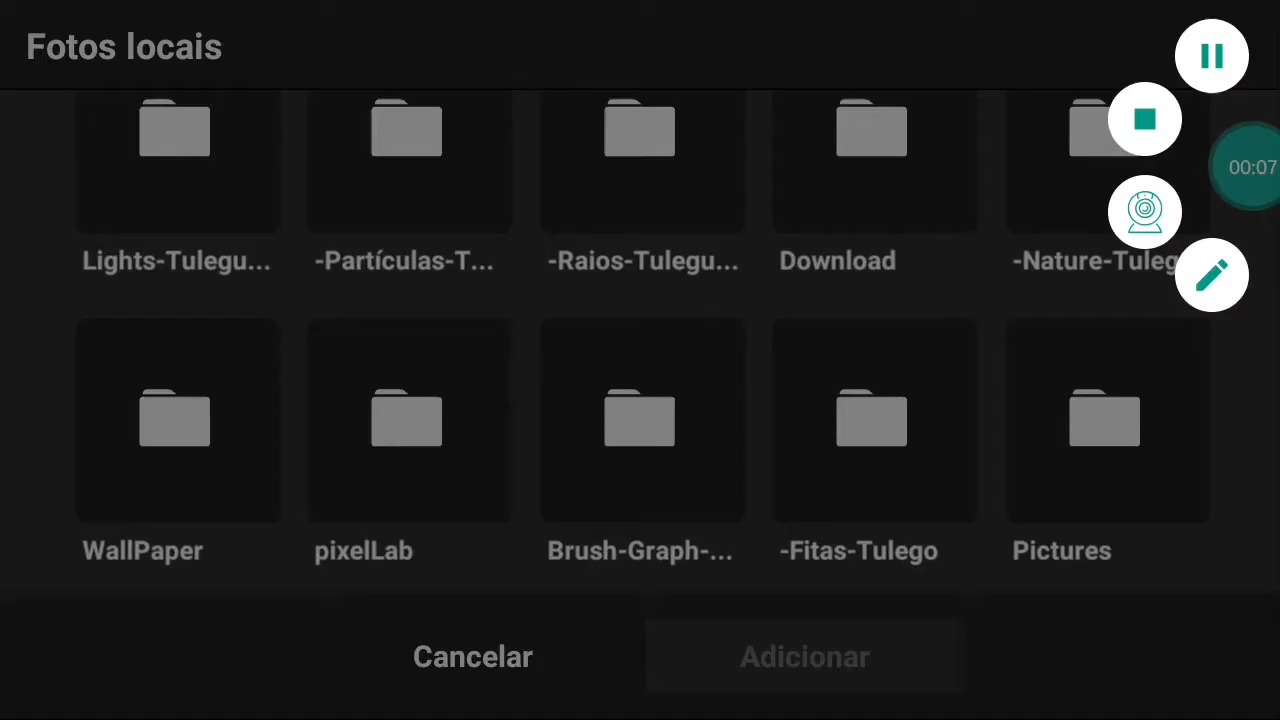 Fotos locais
00:07
Lights-Tulegu...
-Partículas-T...
-Raios-Tulegu...
Download
-Nature-Tuleg
WallPaper
pixelLab
Brush-Graph-...
-Fitas-Tulego
Pictures
Cancelar
Adicionar